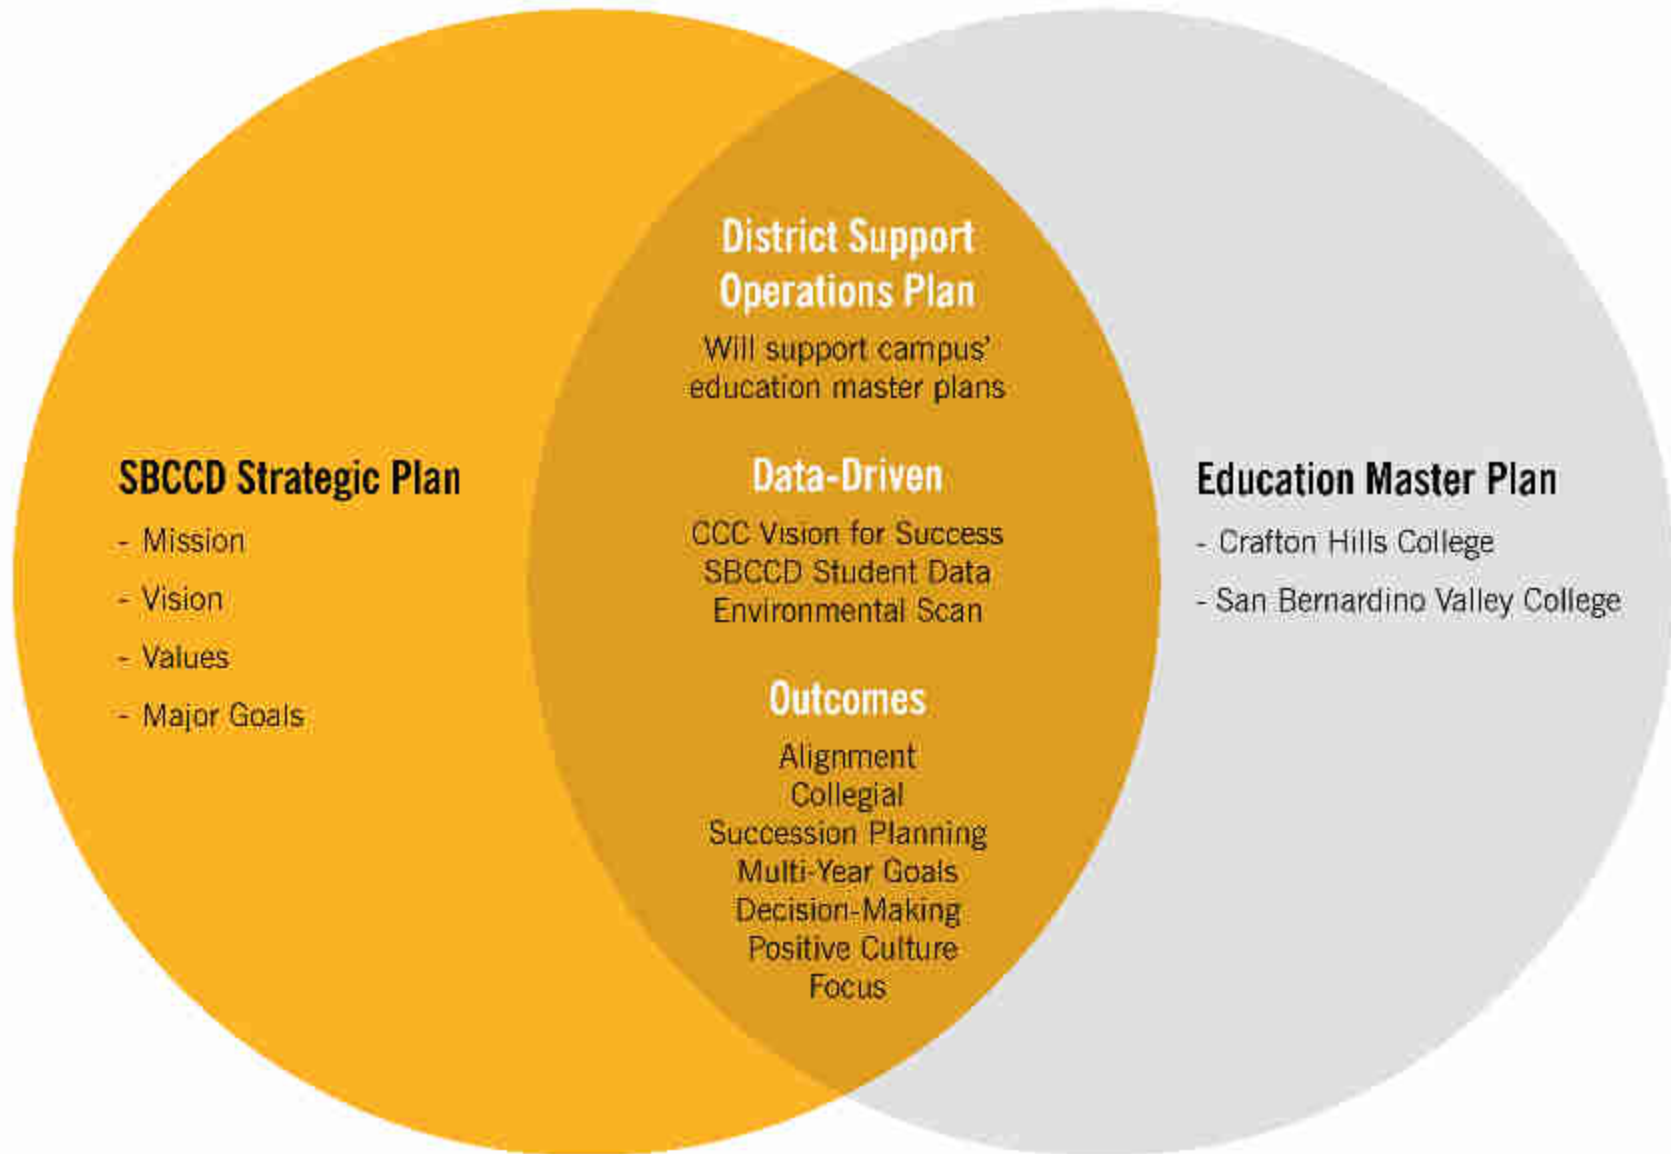 SBCCD Strategic Plan
- Mission
- Vision
- Values
- Major Goals
District Support
Operations Plan
Will support campus'
education master plans
Data-Driven
CCC Vision for Success
SBCCD Student Data
Environmental Scan
Outcomes
Alignment
Collegial
Succession Planning
Multi-Year Goals
Decision-Making
Positive Culture
Focus
Education Master Plan
- Crafton Hills College
- San Bernardino Valley College